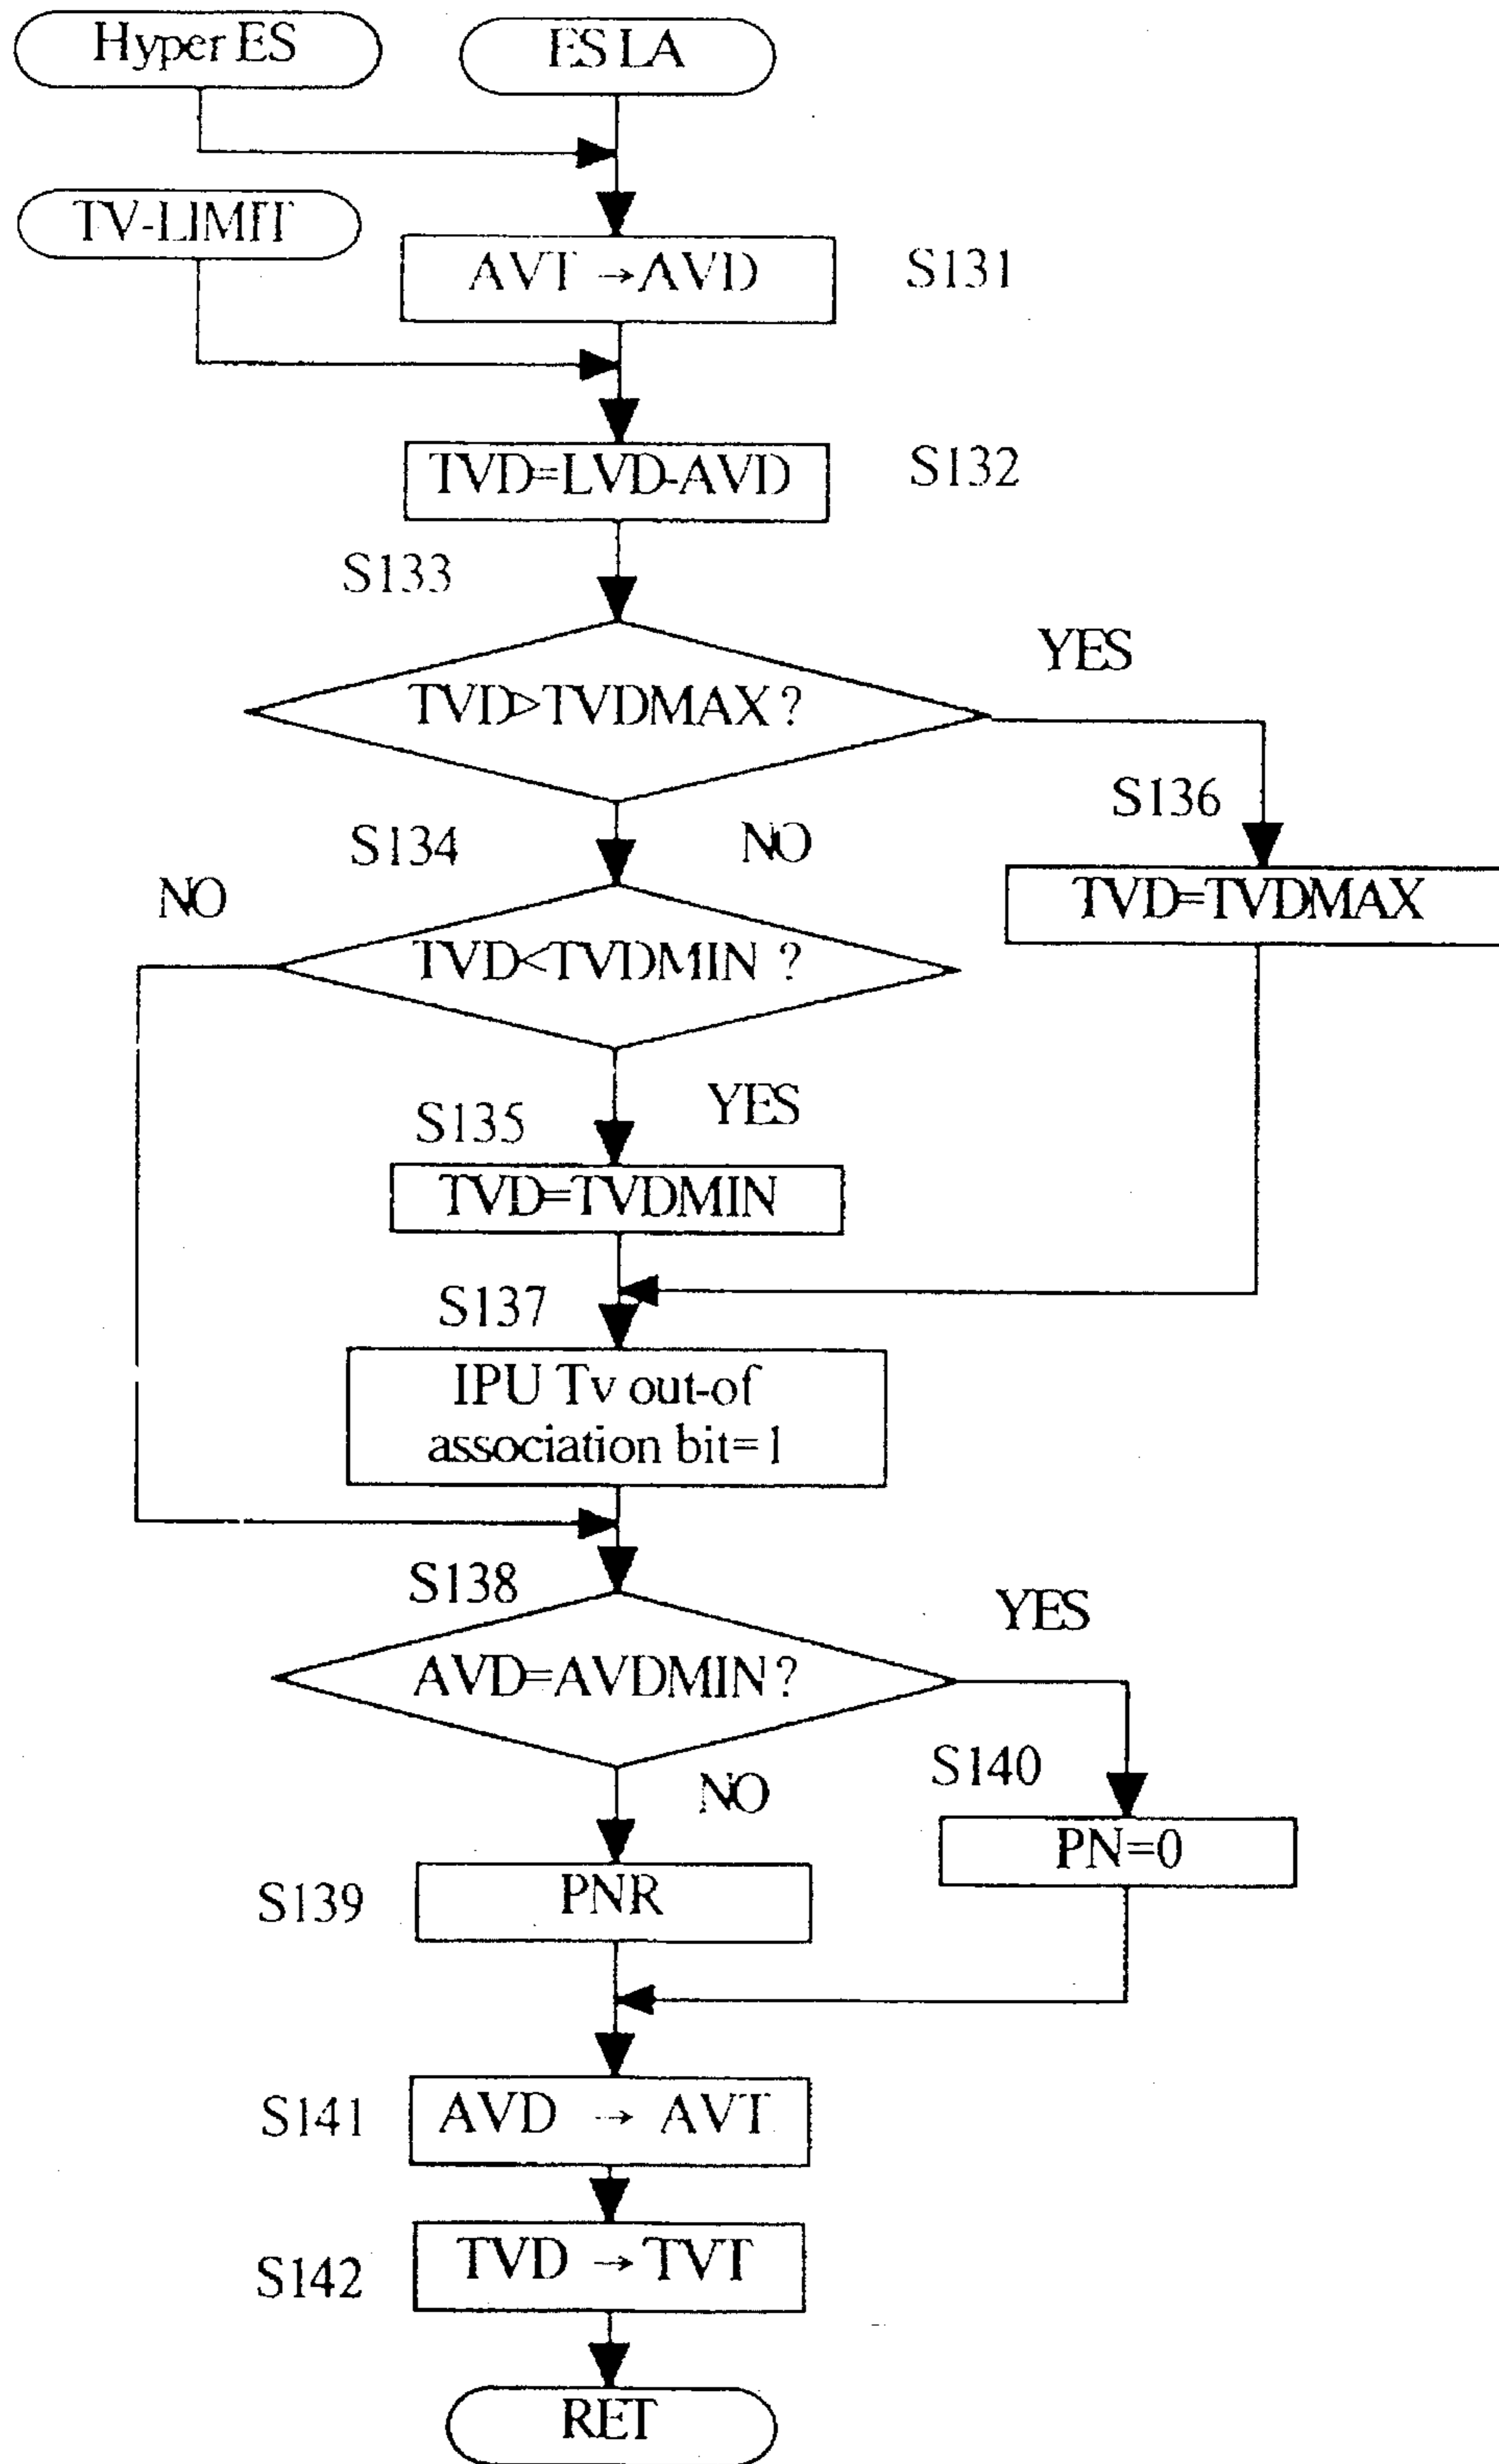 Hyper ES
ES LA
TV-LIMIT
AVT → AVD
S131
TVD=LVD-AVD
S132
S133
TVD>TVDMAX ?
YES
S136
TVD=TVDMAX
S134
NO
NO
TVD<TVDMIN ?
S135
YES
TVD=TVDMIN
S137
IPU Tv out-of
association bit=1
S138
YES
AVD=AVDMIN ?
NO
S140
PN=0
S139
PNR
S141
AVD → AVT
S142
TVD → TVT
RET